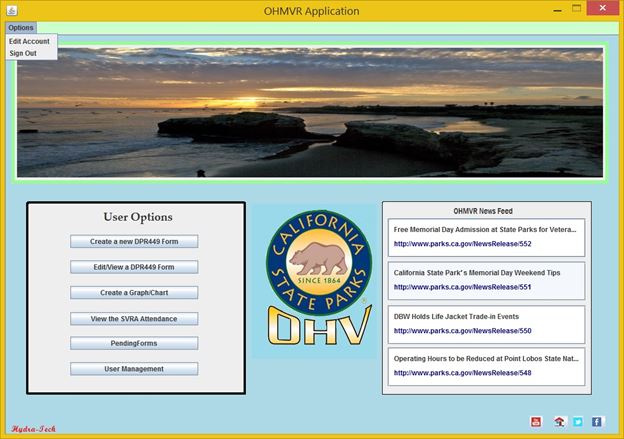 OHMVR Application
Options
Edit Account
Sign Out
User Options
Create a new DPR449 Form
Edit/View a DPR449 Form
Create a Graph/Chart
View the SVRA Attendance
PendingForms
User Management
CALIFORNIA
SINCE 1864
STATE PARKS
OHV
OHMVR News Feed
Free Memorial Day Admission at State Parks for Vetera...
http://www.parks.ca.gov/NewsRelease/552
California State Park's Memorial Day Weekend Tips
http://www.parks.ca.gov/NewsRelease/551
DBW Holds Life Jacket Trade-in Events
http://www.parks.ca.gov/NewsRelease/550
Operating Hours to be Reduced at Point Lobos State Nat...
http://www.parks.ca.gov/NewsRelease/548
Hydra-Tech